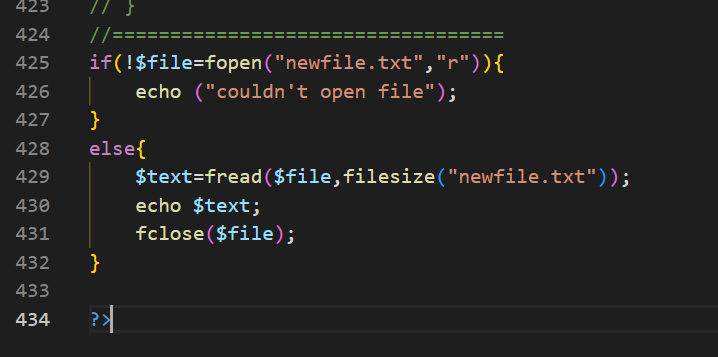 423 // }
424 //==================================
425 if(!$file=fopen("newfile.txt","r")){
426 echo ("couldn't open file");
427 }
428 else{
429 $text=fread($file,filesize("newfile.txt"));
430 echo $text;
431 fclose($file);
432 }
433
434 ?>